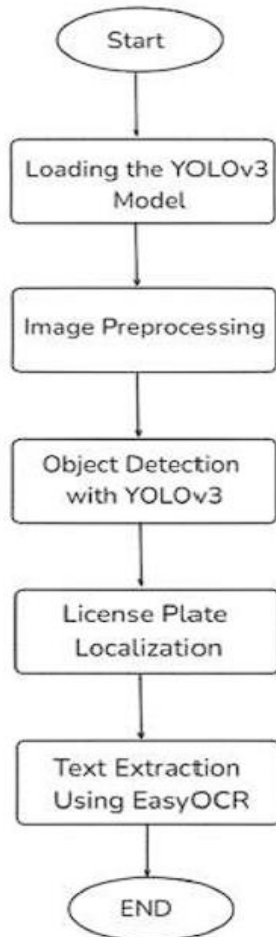 Start
Loading the YOLOv3
Model
Image Preprocessing
Object Detection
with YOLOv3
License Plate
Localization
Text Extraction
Using EasyOCR
END